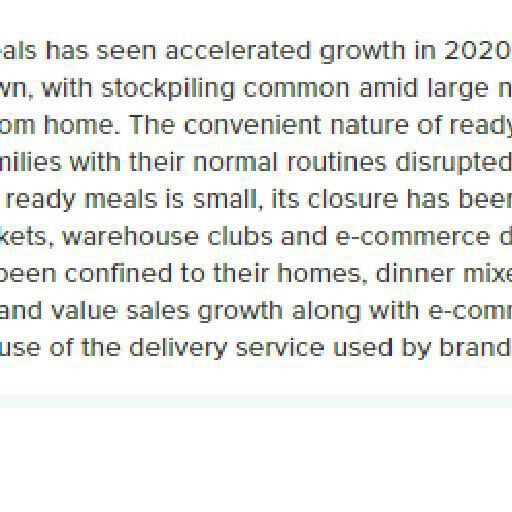 als has seen accelerated growth in 2020
wn, with stockpiling common amid large n
om home. The convenient nature of ready
milies with their normal routines disrupted
ready meals is small, its closure has been
kets, warehouse clubs and e-commerce d
been confined to their homes, dinner mixe
and value sales growth along with e-comm
use of the delivery service used by brand